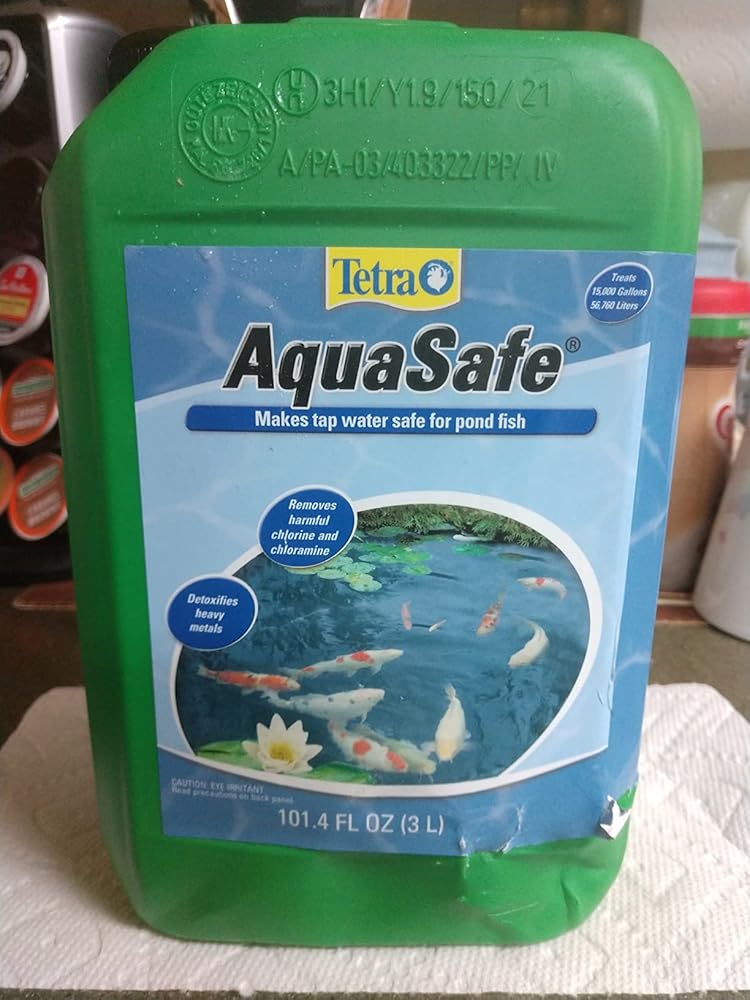 3H1/Y1.9/150/ 21
A/PA-03/403322/PP/ IV
Tetra
Treats
15,000 Gallons
56,760 Liters
AquaSafe®
Makes tap water safe for pond fish
Removes
harmful
chlorine and
chloramine
Detoxifies
heavy
metals
CAUTION: EYE IRRITANT
Read precautions on back panel
101.4 FL OZ (3 L)